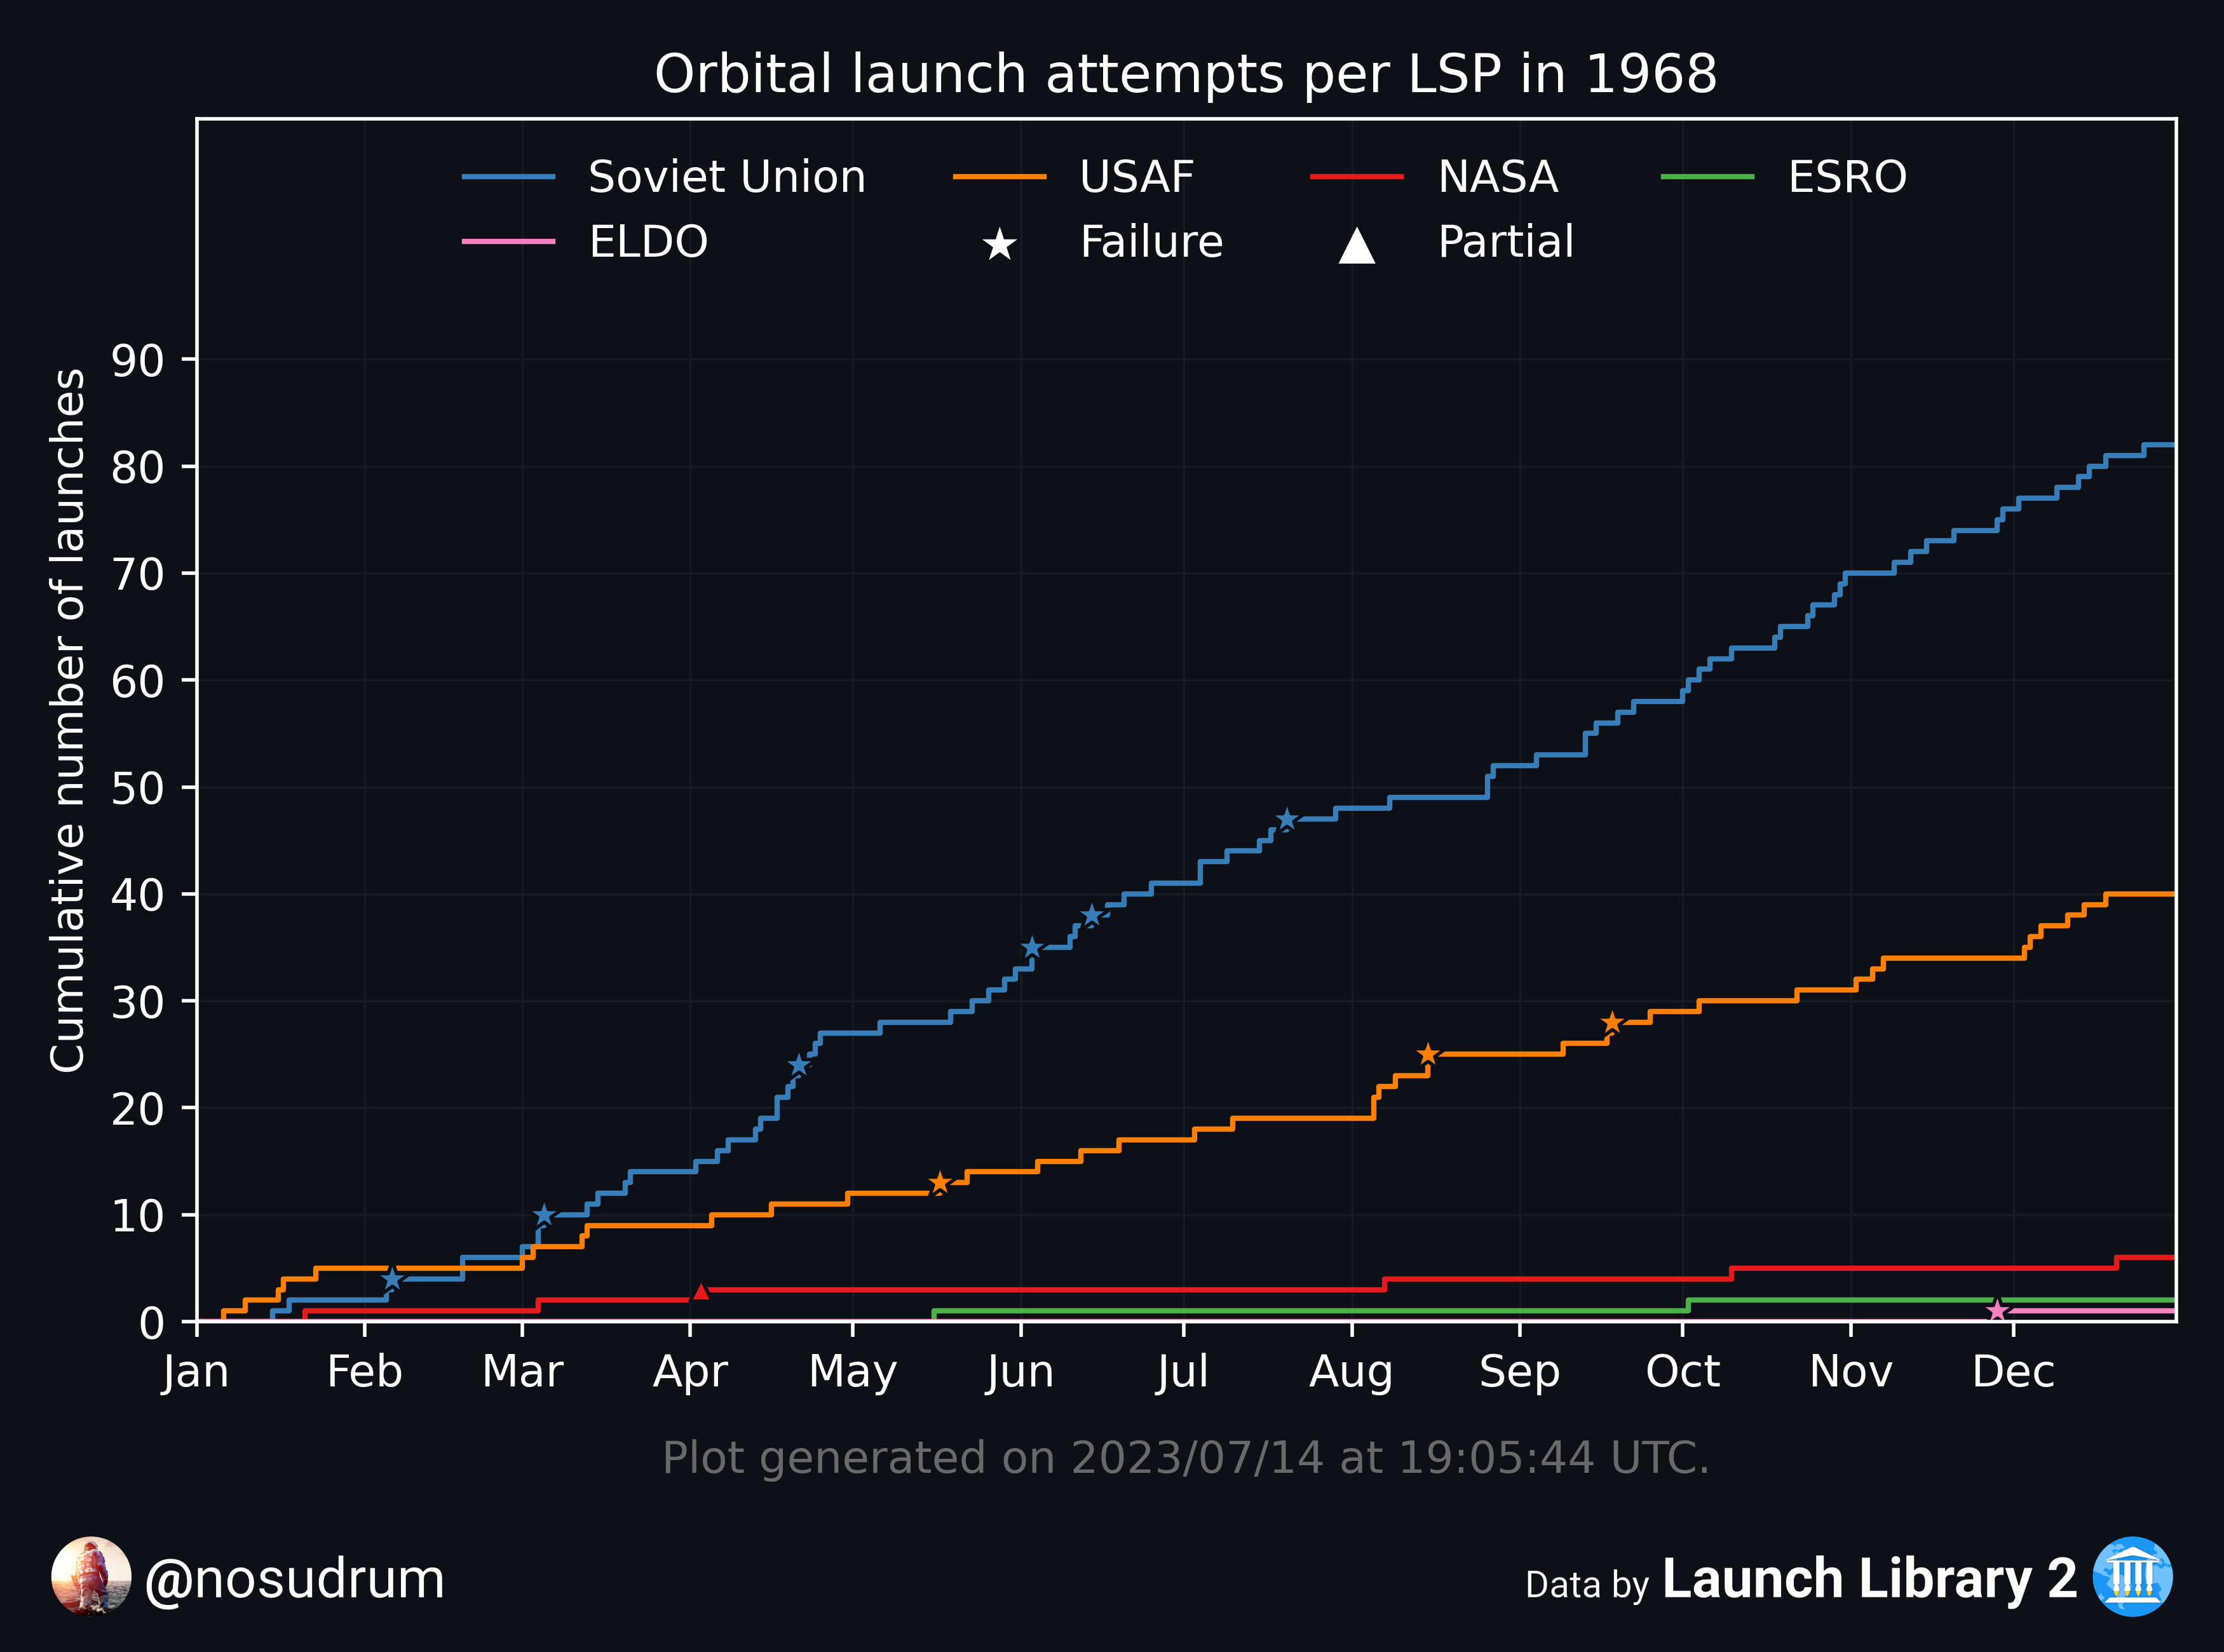 Orbital launch attempts per LSP in 1968
Soviet Union USAF NASA ESRO
ELDO Failure Partial
Cumulative number of launches
90
80
70
60
50
40
30
20
10
0
Jan Feb Mar Apr May Jun Jul Aug Sep Oct Nov Dec
Plot generated on 2023/07/14 at 19:05:44 UTC.
@nosudrum
Data by Launch Library 2